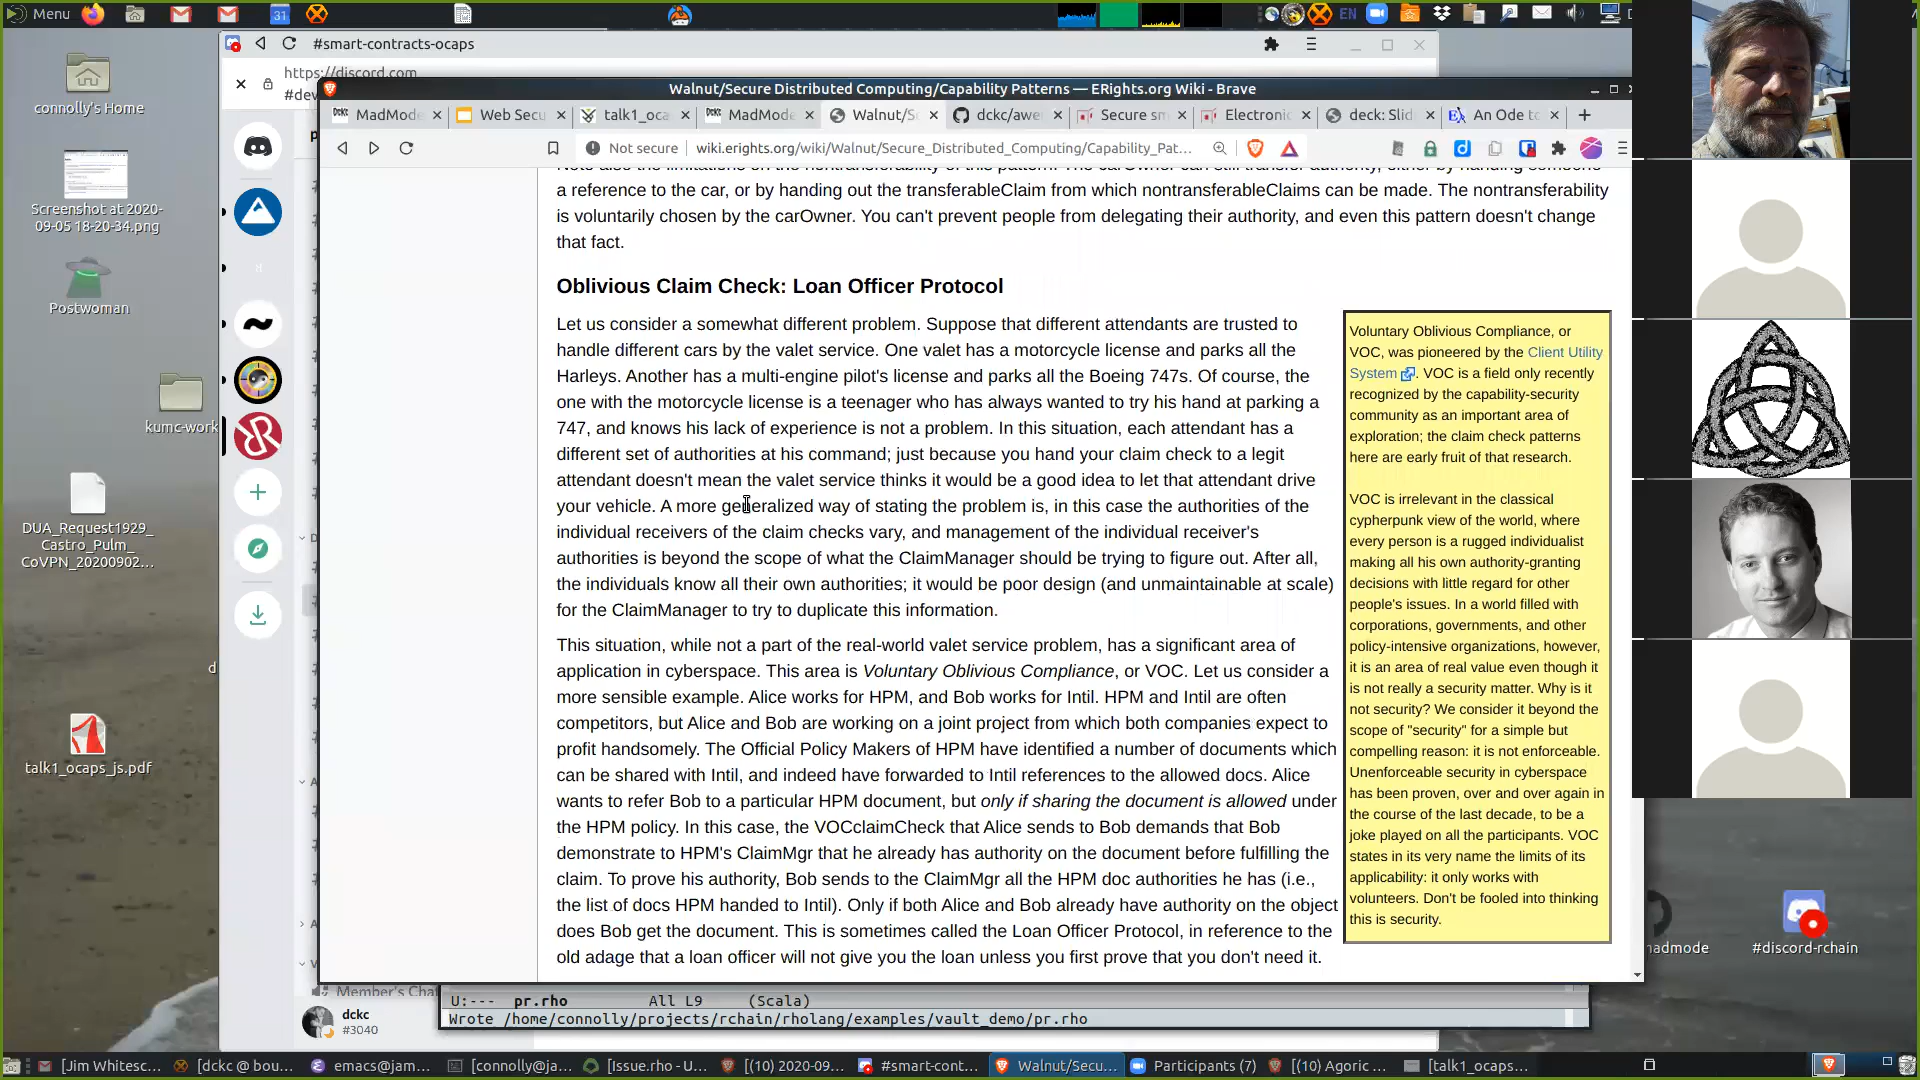 Menu
31
EN
#smart-contracts-ocaps
https://discord.com
#dev
Walnut/Secure Distributed Computing/Capability Patterns — ERights.org Wiki - Brave
MadMode
Web Secu
talk1_oca
MadMode
Walnut/S
dckc/awe
Secure sm
Electronic
deck: Slid
An Ode to
Not secure
wiki.erights.org/wiki/Walnut/Secure_Distributed_Computing/Capability_Pat...
a reference to the car, or by handing out the transferableClaim from which nontransferableClaims can be made. The nontransferability
is voluntarily chosen by the carOwner. You can't prevent people from delegating their authority, and even this pattern doesn't change
that fact.
Oblivious Claim Check: Loan Officer Protocol
Let us consider a somewhat different problem. Suppose that different attendants are trusted to
handle different cars by the valet service. One valet has a motorcycle license and parks all the
Harleys. Another has a multi-engine pilot's license and parks all the Boeing 747s. Of course, the
one with the motorcycle license is a teenager who has always wanted to try his hand at parking a
747, and knows his lack of experience is not a problem. In this situation, each attendant has a
different set of authorities at his command; just because you hand your claim check to a legit
attendant doesn't mean the valet service thinks it would be a good idea to let that attendant drive
your vehicle. A more generalized way of stating the problem is, in this case the authorities of the
individual receivers of the claim checks vary, and management of the individual receiver's
authorities is beyond the scope of what the ClaimManager should be trying to figure out. After all,
the individuals know all their own authorities; it would be poor design (and unmaintainable at scale)
for the ClaimManager to try to duplicate this information.
This situation, while not a part of the real-world valet service problem, has a significant area of
application in cyberspace. This area is Voluntary Oblivious Compliance, or VOC. Let us consider a
more sensible example. Alice works for HPM, and Bob works for Intil. HPM and Intil are often
competitors, but Alice and Bob are working on a joint project from which both companies expect to
profit handsomely. The Official Policy Makers of HPM have identified a number of documents which
can be shared with Intil, and indeed have forwarded to Intil references to the allowed docs. Alice
wants to refer Bob to a particular HPM document, but only if sharing the document is allowed under
the HPM policy. In this case, the VOCclaimCheck that Alice sends to Bob demands that Bob
demonstrate to HPM's ClaimMgr that he already has authority on the document before fulfilling the
claim. To prove his authority, Bob sends to the ClaimMgr all the HPM doc authorities he has (i.e.,
the list of docs HPM handed to Intil). Only if both Alice and Bob already have authority on the object
does Bob get the document. This is sometimes called the Loan Officer Protocol, in reference to the
old adage that a loan officer will not give you the loan unless you first prove that you don't need it.
Voluntary Oblivious Compliance, or
VOC, was pioneered by the Client Utility
System. VOC is a field only recently
recognized by the capability-security
community as an important area of
exploration; the claim check patterns
here are early fruit of that research.
VOC is irrelevant in the classical
cypherpunk view of the world, where
every person is a rugged individualist
making all his own authority-granting
decisions with little regard for other
people's issues. In a world filled with
corporations, governments, and other
policy-intensive organizations, however,
it is an area of real value even though it
is not really a security matter. Why is it
not security? We consider it beyond the
scope of "security" for a simple but
compelling reason: it is not enforceable.
Unenforceable security in cyberspace
has been proven, over and over again in
the course of the last decade, to be a
joke played on all the participants. VOC
states in its very name the limits of its
applicability: it only works with
volunteers. Don't be fooled into thinking
this is security.
connolly's Home
Screenshot at 2020-
09-05 18-20-34.png
Postwoman
kumc-work
DUA_Request1929_
Castro_Pulm_
CoVPN_20200902...
talk1_ocaps_js.pdf
Member's Cha
dckc
#3040
U:--- pr.rho All L9 (Scala)
Wrote /home/connolly/projects/rchain/rholang/examples/vault_demo/pr.rho
madmode
#discord-rchain
[Jim Whitesc...
[dckc @ bou...
emacs@jam...
[connolly@ja...
[Issue.rho - U...
[(10) 2020-09...
#smart-cont...
Walnut/Secu...
Participants (7)
[(10) Agoric ...
[talk1_ocaps...